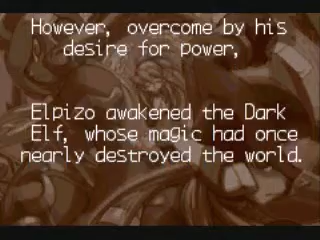 However, overcome by his
desire for power,
Elpizo awakened the Dark
Elf, whose magic had once
nearly destroyed the world.